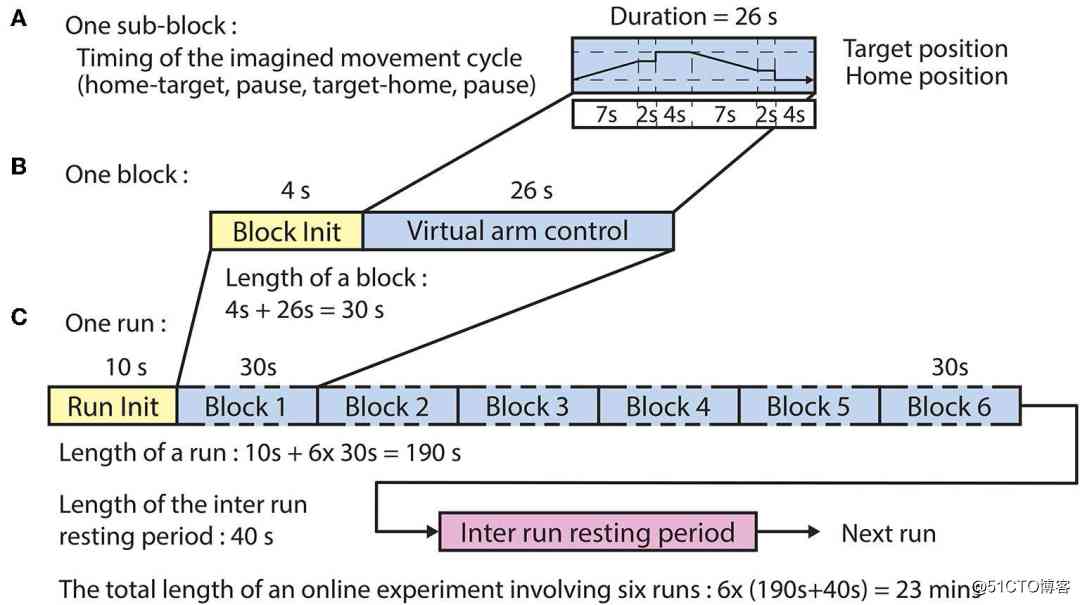 A
One sub-block :
Timing of the imagined movement cycle
(home-target, pause, target-home, pause)
Duration = 26 s
Target position
Home position
7s 2s 4s 7s 2s 4s
B
One block :
4 s 26 s
Block Init Virtual arm control
Length of a block :
4s + 26s = 30 s
C
One run :
10 s 30s 30s
Run Init Block 1 Block 2 Block 3 Block 4 Block 5 Block 6
Length of a run : 10s + 6x 30s = 190 s
Length of the inter run
resting period : 40 s
Inter run resting period
Next run
The total length of an online experiment involving six runs : 6x (190s+40s) = 23 mins
@51CTO博客